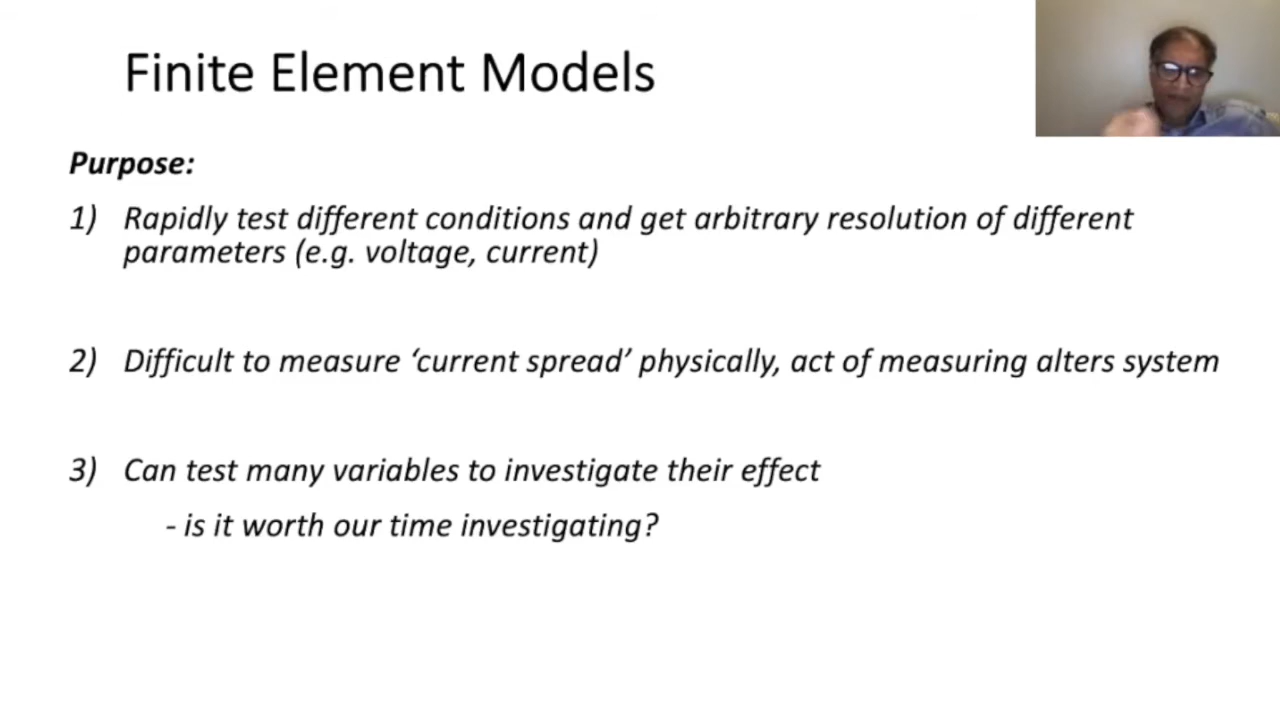 Finite Element Models
Purpose:
1) Rapidly test different conditions and get arbitrary resolution of different
parameters (e.g. voltage, current)
2) Difficult to measure ‘current spread’ physically, act of measuring alters system
3) Can test many variables to investigate their effect
- is it worth our time investigating?